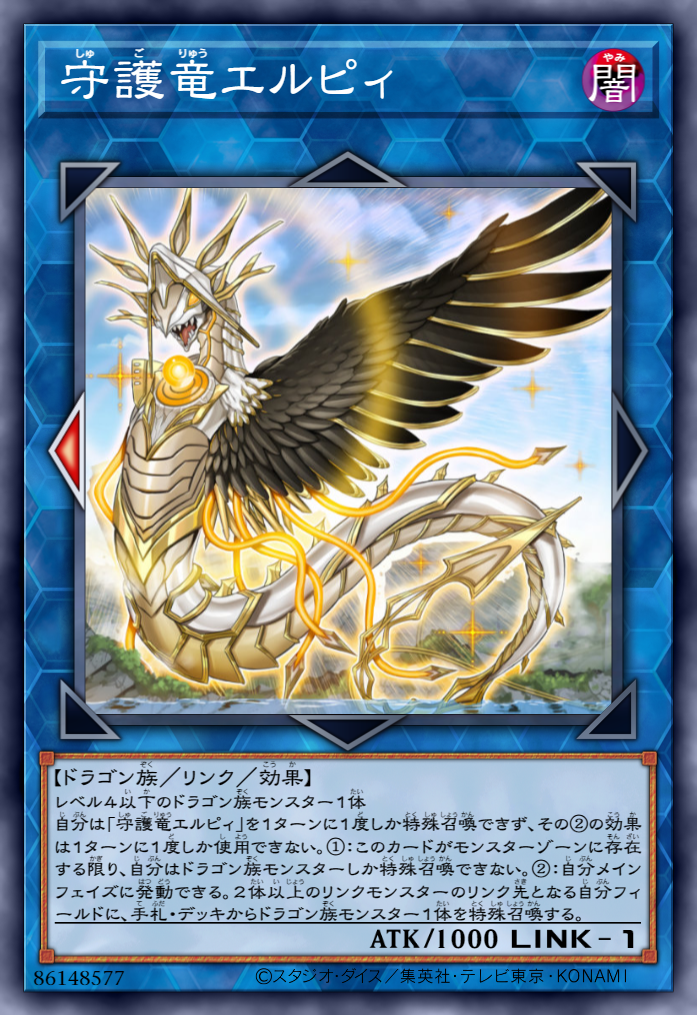 守護竜エルピィ
闇
【ドラゴン族／リンク／効果】
レベル４以下のドラゴン族モンスター１体
自分は「守護竜エルピィ」を１ターンに１度しか特殊召喚できず、その②の効果
は１ターンに１度しか使用できない。①：このカードがモンスターゾーンに存在
する限り、自分はドラゴン族モンスターしか特殊召喚できない。②：自分メイン
フェイズに発動できる。２体以上のリンクモンスターのリンク先となる自分フィ
ールドに、手札・デッキからドラゴン族モンスター１体を特殊召喚する。
ATK/1000 LINK-1
86148577 ©スタジオ・ダイス／集英社・テレビ東京・KONAMI